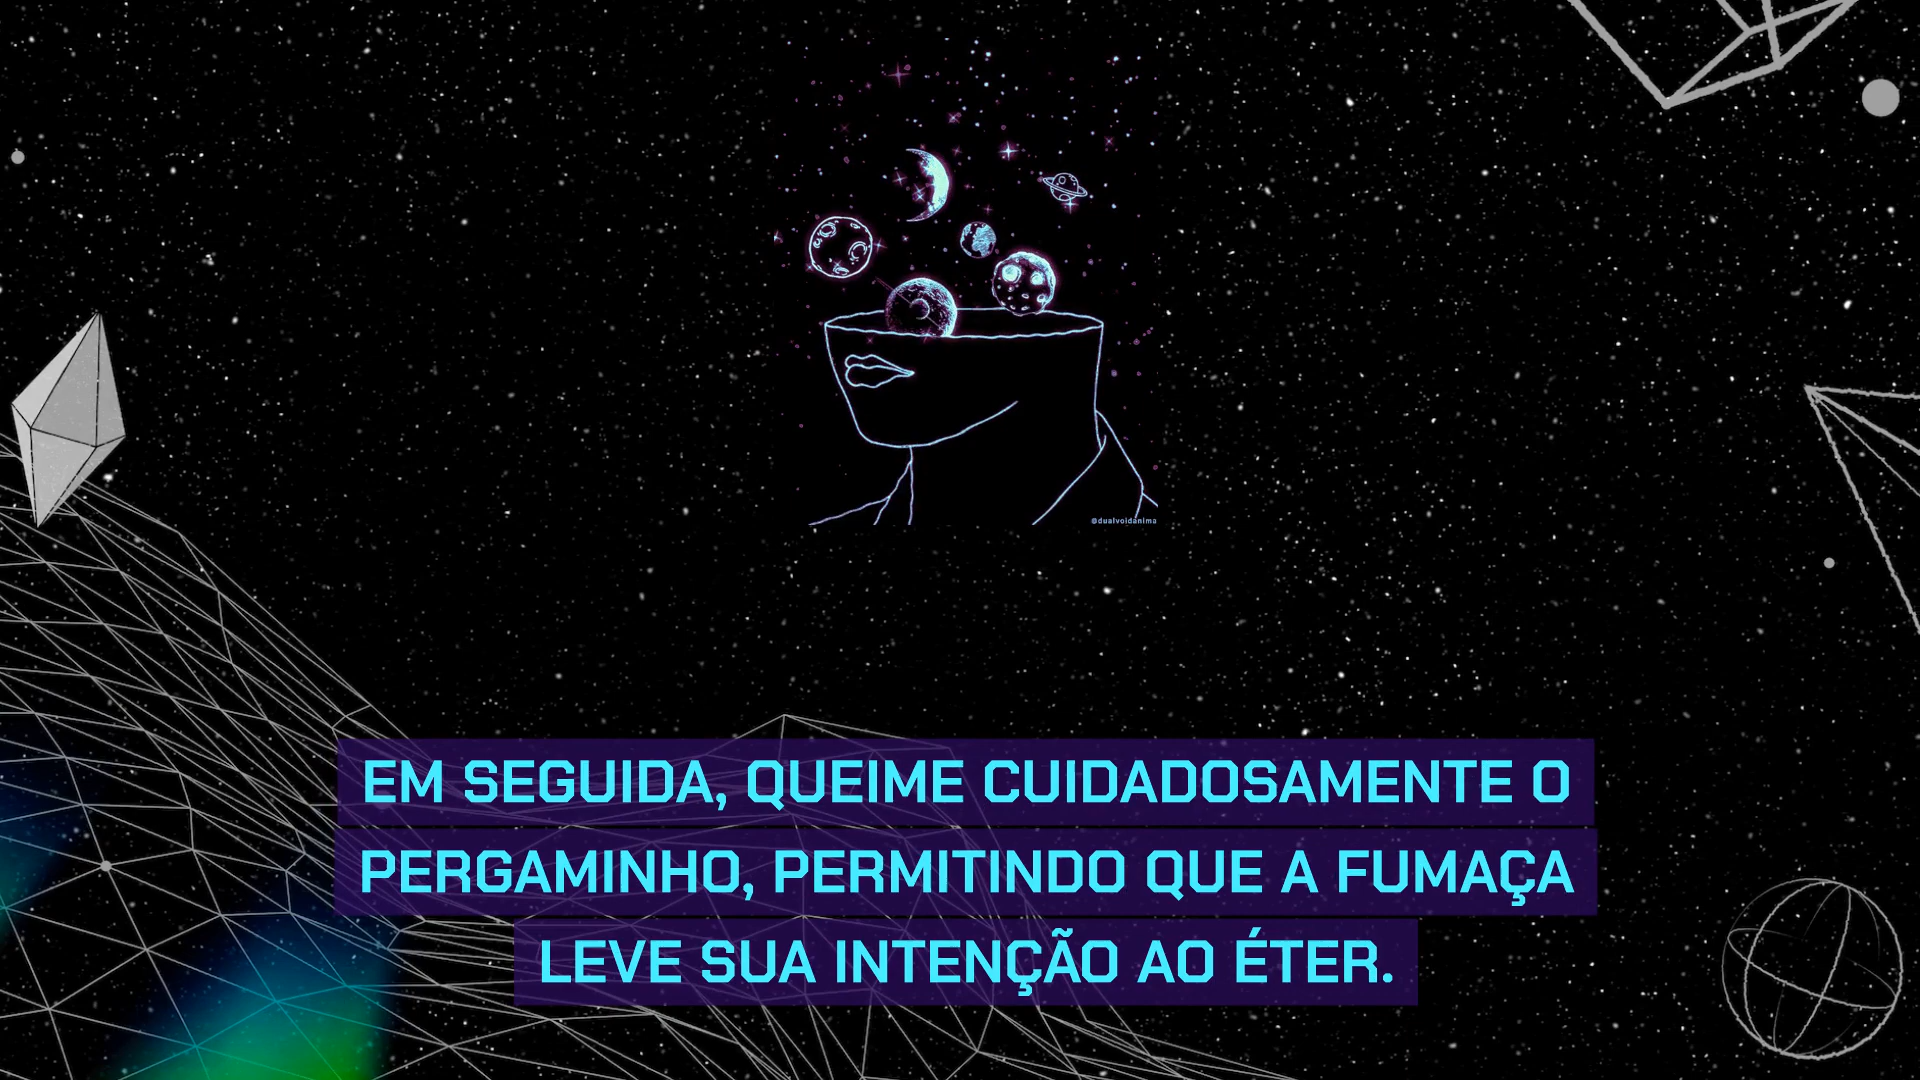 @dualvoidanima
EM SEGUIDA, QUEIME CUIDADOSAMENTE O
PERGAMINHO, PERMITINDO QUE A FUMAÇA
LEVE SUA INTENÇÃO AO ÉTER.